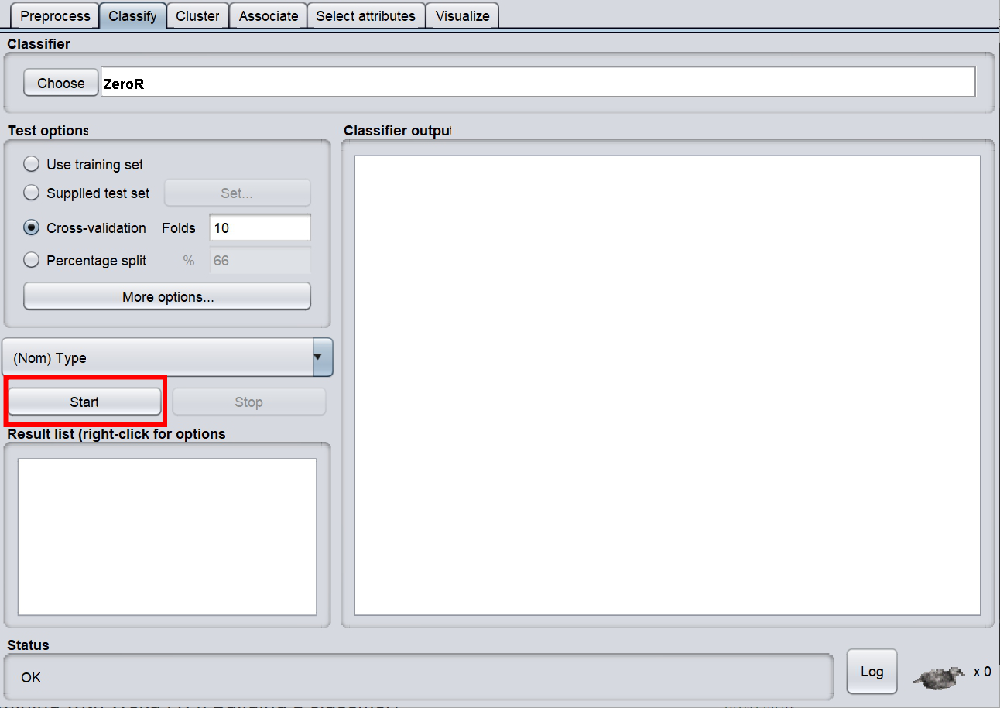 Preprocess Classify Cluster Associate Select attributes Visualize
Classifier
Choose ZeroR
Test options
Use training set
Supplied test set Set...
Cross-validation Folds 10
Percentage split % 66
More options...
(Nom) Type
Start Stop
Result list (right-click for options
Classifier output
Status
OK
Log x 0